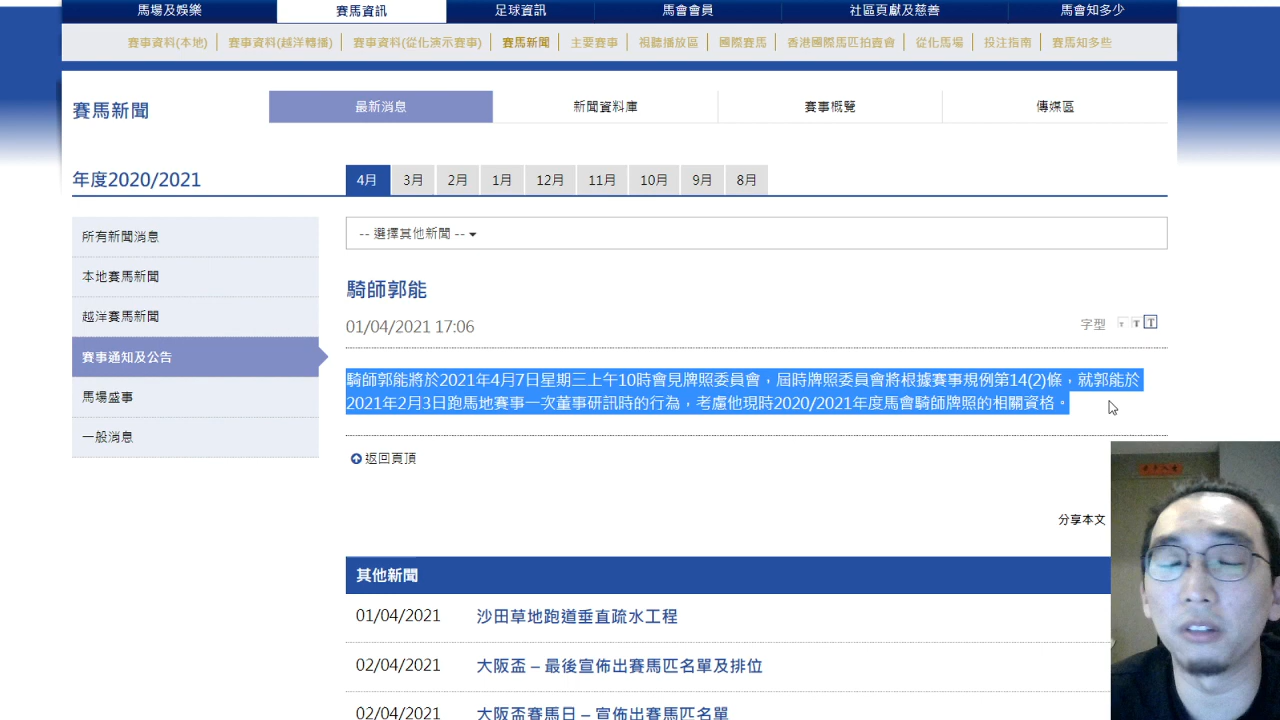 馬場及娛樂 賽馬資訊 足球資訊 馬會會員 社區貢獻及慈善 馬會知多少
賽事資料(本地) 賽事資料(越洋轉播) 賽事資料(從化演示賽事) 賽馬新聞 主要賽事 視聽播放區 國際賽馬 香港國際馬匹拍賣會 從化馬場 投注指南 賽馬知多些
賽馬新聞 最新消息 新聞資料庫 賽事概覽 傳媒區
年度2020/2021 4月 3月 2月 1月 12月 11月 10月 9月 8月
所有新聞消息
本地賽馬新聞
越洋賽馬新聞
賽事通知及公告
馬場盛事
一般消息
-- 選擇其他新聞 --
騎師郭能
01/04/2021 17:06
字型 T T T
騎師郭能將於2021年4月7日星期三上午10時會見牌照委員會，屆時牌照委員會將根據賽事規例第14(2)條，就郭能於
2021年2月3日跑馬地賽事一次董事研訊時的行為，考慮他現時2020/2021年度馬會騎師牌照的相關資格。
返回頁頂
分享本文
其他新聞
01/04/2021 沙田草地跑道垂直疏水工程
02/04/2021 大阪盃 – 最後宣佈出賽馬匹名單及排位
02/04/2021 大阪盃賽馬日 – 宣佈出賽馬匹名單